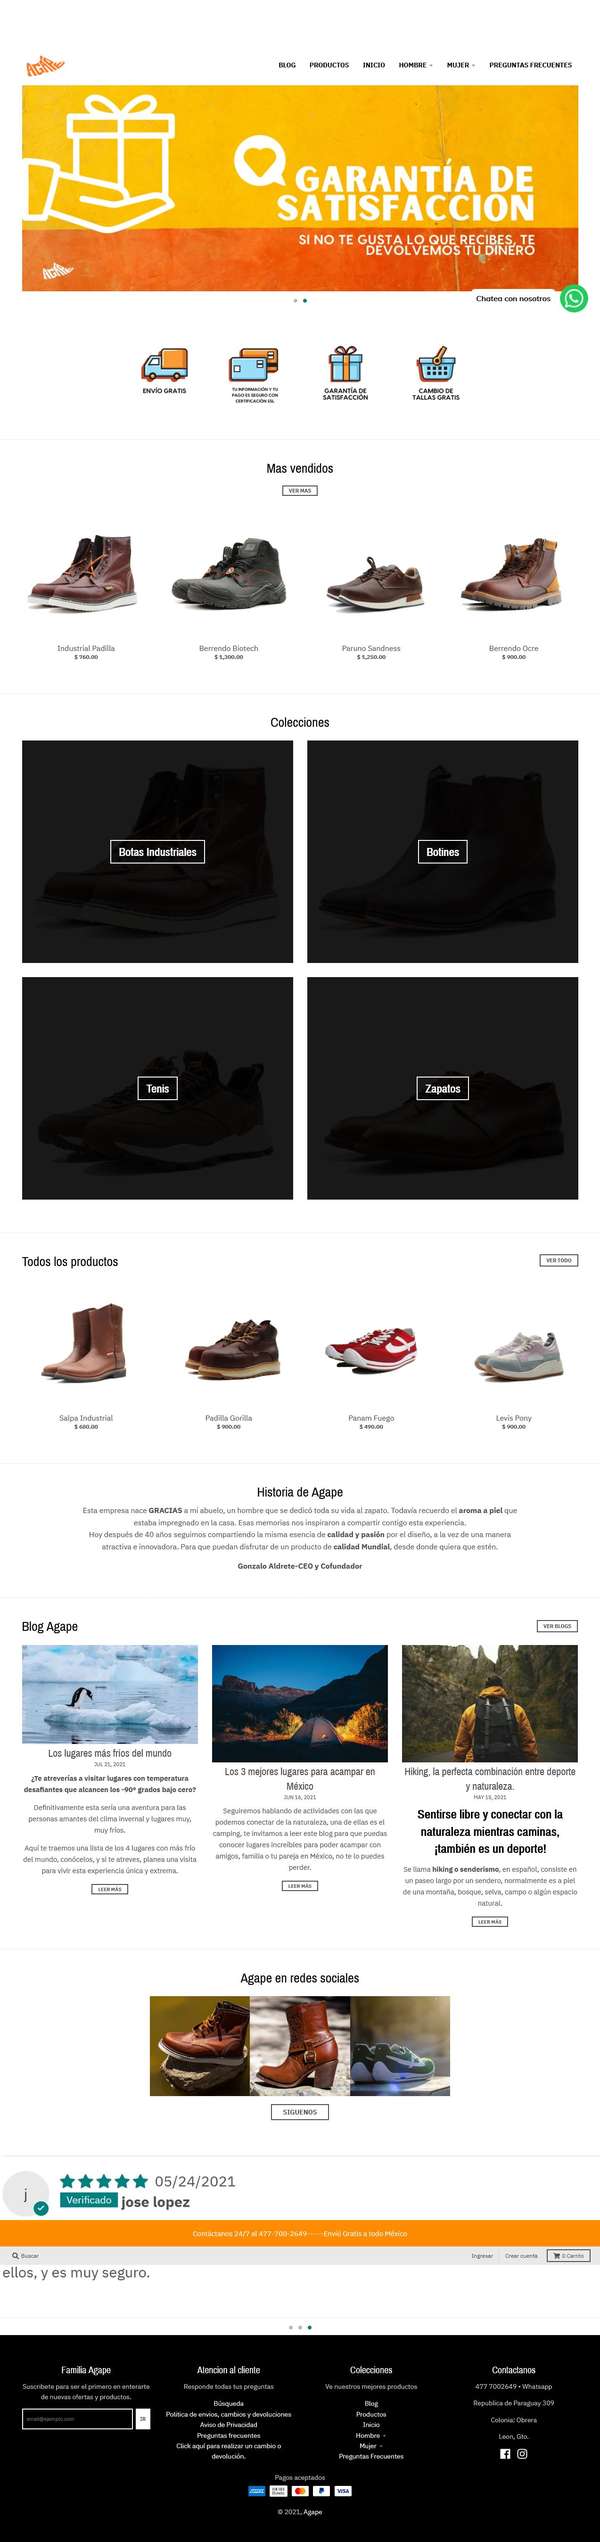 AGAPE
BLOG PRODUCTOS INICIO HOMBRE MUJER PREGUNTAS FRECUENTES
GARANTÍA DE
SATISFACCIÓN
SI NO TE GUSTA LO QUE RECIBES, TE
DEVOLVEMOS TU DINERO
AGAPE
Chatea con nosotros
ENVÍO GRATIS
TU INFORMACIÓN Y TU
PAGO ES SEGURO CON
CERTIFICACIÓN SSL
GARANTÍA DE
SATISFACCIÓN
CAMBIO DE
TALLAS GRATIS
Mas vendidos
VER MAS
Industrial Padilla
$ 760.00
Berrendo Biotech
$ 1,300.00
Paruno Sandness
$ 1,250.00
Berrendo Ocre
$ 900.00
Colecciones
Botas Industriales
Botines
Tenis
Zapatos
Todos los productos
VER TODO
Salpa Industrial
$ 680.00
Padilla Gorilla
$ 900.00
Panam Fuego
$ 490.00
Levis Pony
$ 900.00
Historia de Agape
Esta empresa nace GRACIAS a mi abuelo, un hombre que se dedicó toda su vida al zapato. Todavía recuerdo el aroma a piel que
estaba impregnado en la casa. Esas memorias nos inspiraron a compartir contigo esta experiencia.
Hoy después de 40 años seguimos compartiendo la misma esencia de calidad y pasión por el diseño, a la vez de una manera
atractiva e innovadora. Para que puedan disfrutar de un producto de calidad Mundial, desde donde quiera que estén.
Gonzalo Aldrete-CEO y Cofundador
Blog Agape
VER BLOGS
Los lugares más fríos del mundo
JUL 21, 2021
¿Te atreverías a visitar lugares con temperatura
desafiantes que alcancen los -90° grados bajo cero?
Definitivamente esta sería una aventura para las
personas amantes del clima invernal y lugares muy,
muy fríos.
Aquí te traemos una lista de los 4 lugares con más frío
del mundo, conócelos, y si te atreves, planea una visita
para vivir esta experiencia única y extrema.
LEER MÁS
Los 3 mejores lugares para acampar en
México
JUN 16, 2021
Seguiremos hablando de actividades con las que
podemos conectar de la naturaleza, una de ellas es el
camping, te invitamos a leer este blog para que puedas
conocer lugares increíbles para poder acampar con
amigos, familia o tu pareja en México, no te lo puedes
perder.
LEER MÁS
Hiking, la perfecta combinación entre deporte
y naturaleza.
MAY 19, 2021
Sentirse libre y conectar con la
naturaleza mientras caminas,
¡también es un deporte!
Se llama hiking o senderismo, en español, consiste en
un paseo largo por un sendero, normalmente es a piel
de una montaña, bosque, selva, campo o algún espacio
natural.
LEER MÁS
Agape en redes sociales
SIGUENOS
j
05/24/2021
Verificado jose lopez
Contáctanos 24/7 al 477-700-2649-----Envió Gratis a todo México
Buscar
Ingresar Crear cuenta 0 Carrito
ellos, y es muy seguro.
Familia Agape
Suscríbete para ser el primero en enterarte
de nuevas ofertas y productos.
email@ejemplo.com
IR
Atencion al cliente
Responde todas tus preguntas
Búsqueda
Política de envíos, cambios y devoluciones
Aviso de Privacidad
Preguntas frecuentes
Click aquí para realizar un cambio o
devolución.
Colecciones
Ve nuestros mejores productos
Blog
Productos
Inicio
Hombre
Mujer
Preguntas Frecuentes
Contactanos
477 7002649 • Whatsapp
Republica de Paraguay 309
Colonia: Obrera
Leon, Gto.
Pagos aceptados
VISA
© 2021, Agape